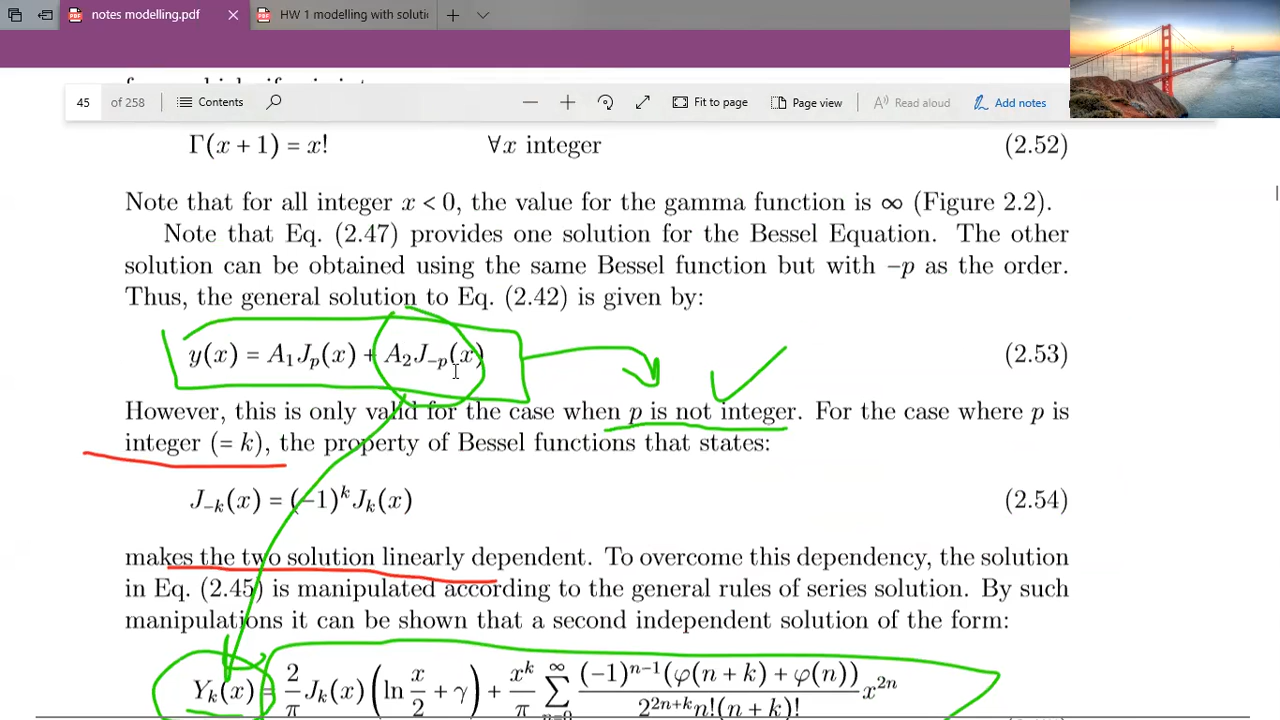 notes modelling.pdf
HW 1 modelling with soluti
45 of 258 Contents Fit to page Page view Read aloud Add notes
Γ(x + 1) = x! ∀x integer (2.52)
Note that for all integer x < 0, the value for the gamma function is ∞ (Figure 2.2).
Note that Eq. (2.47) provides one solution for the Bessel Equation. The other
solution can be obtained using the same Bessel function but with −p as the order.
Thus, the general solution to Eq. (2.42) is given by:
y(x) = A₁Jₚ(x) + A₂J₋ₚ(x) (2.53)
However, this is only valid for the case when p is not integer. For the case where p is
integer (= k), the property of Bessel functions that states:
J₋ₖ(x) = (−1)ᵏJₖ(x) (2.54)
makes the two solution linearly dependent. To overcome this dependency, the solution
in Eq. (2.45) is manipulated according to the general rules of series solution. By such
manipulations it can be shown that a second independent solution of the form:
Yₖ(x) = 2/π Jₖ(x) (ln x/2 + γ) + xᵏ/π ∞∑ (−1)ⁿ⁻¹(φ(n + k) + φ(n))/2²ⁿ⁺ᵏn!(n + k)! x²ⁿ